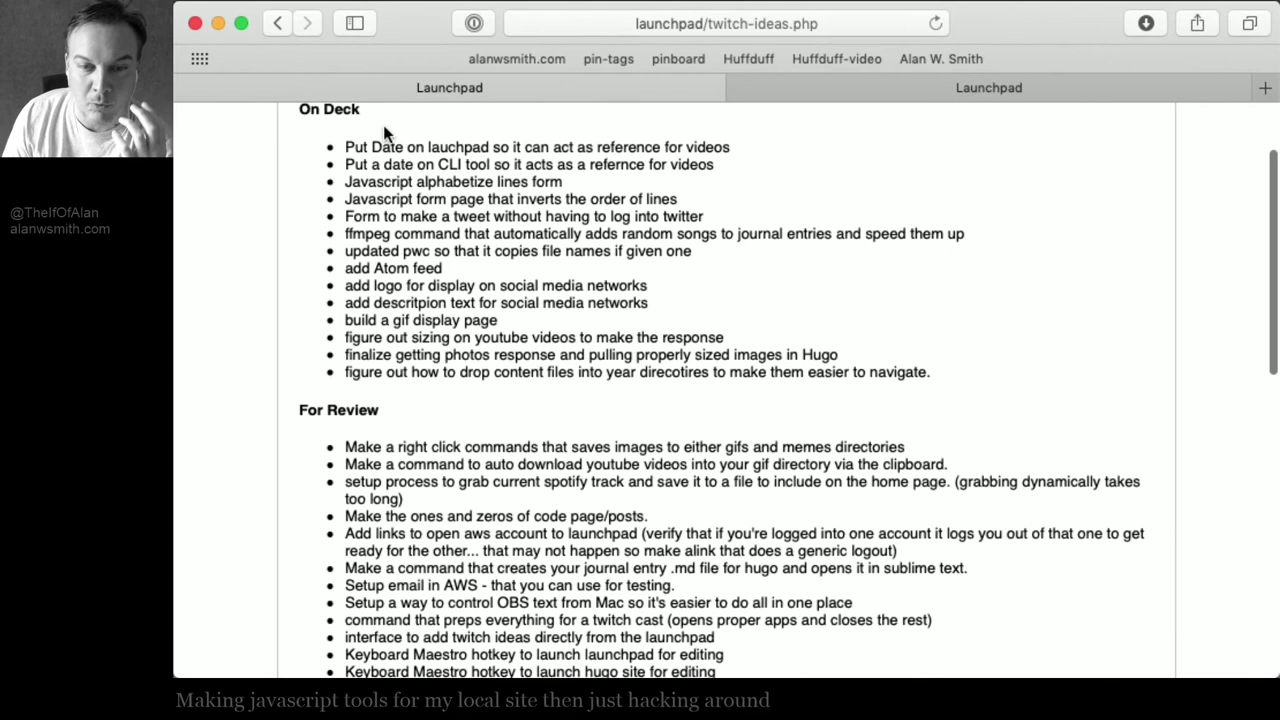 launchpad/twitch-ideas.php
alanwsmith.com pin-tags pinboard Huffduff Huffduff-video Alan W. Smith
Launchpad Launchpad
On Deck
Put Date on lauchpad so it can act as reference for videos
Put a date on CLI tool so it acts as a refernce for videos
Javascript alphabetize lines form
Javascript form page that inverts the order of lines
Form to make a tweet without having to log into twitter
ffmpeg command that automatically adds random songs to journal entries and speed them up
updated pwc so that it copies file names if given one
add Atom feed
add logo for display on social media networks
add descritpion text for social media networks
build a gif display page
figure out sizing on youtube videos to make the response
finalize getting photos response and pulling properly sized images in Hugo
figure out how to drop content files into year direcotires to make them easier to navigate.
For Review
Make a right click commands that saves images to either gifs and memes directories
Make a command to auto download youtube videos into your gif directory via the clipboard.
setup process to grab current spotify track and save it to a file to include on the home page. (grabbing dynamically takes
too long)
Make the ones and zeros of code page/posts.
Add links to open aws account to launchpad (verify that if you're logged into one account it logs you out of that one to get
ready for the other... that may not happen so make alink that does a generic logout)
Make a command that creates your journal entry .md file for hugo and opens it in sublime text.
Setup email in AWS - that you can use for testing.
Setup a way to control OBS text from Mac so it's easier to do all in one place
command that preps everything for a twitch cast (opens proper apps and closes the rest)
interface to add twitch ideas directly from the launchpad
Keyboard Maestro hotkey to launch launchpad for editing
Keyboard Maestro hotkey to launch hugo site for editing
@TheIfOfAlan
alanwsmith.com
Making javascript tools for my local site then just hacking around